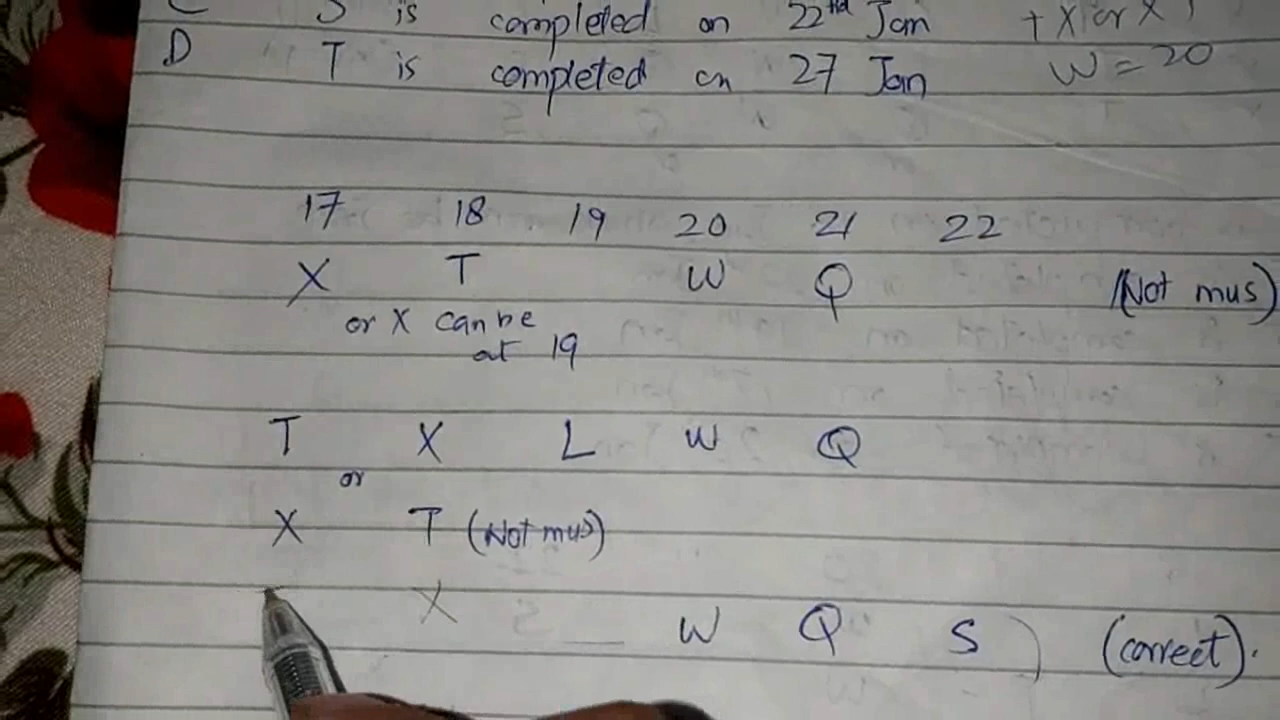 C S is completed on 22nd Jan + X or X
D T is completed on 27 Jan W = 20
17 18 19 20 21 22
X T W Q (Not mus)
or X can be
at 19
T X L W Q
or
X T (Not mus)
X _ W Q S ) (correct).